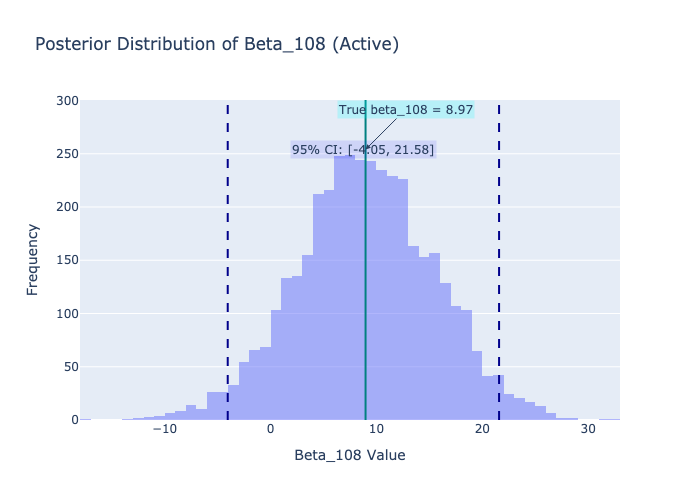 Posterior Distribution of Beta_108 (Active)
True beta_108 = 8.97
95% CI: [-4.05, 21.58]
Frequency
300
250
200
150
100
50
0
−10
0
10
20
30
Beta_108 Value